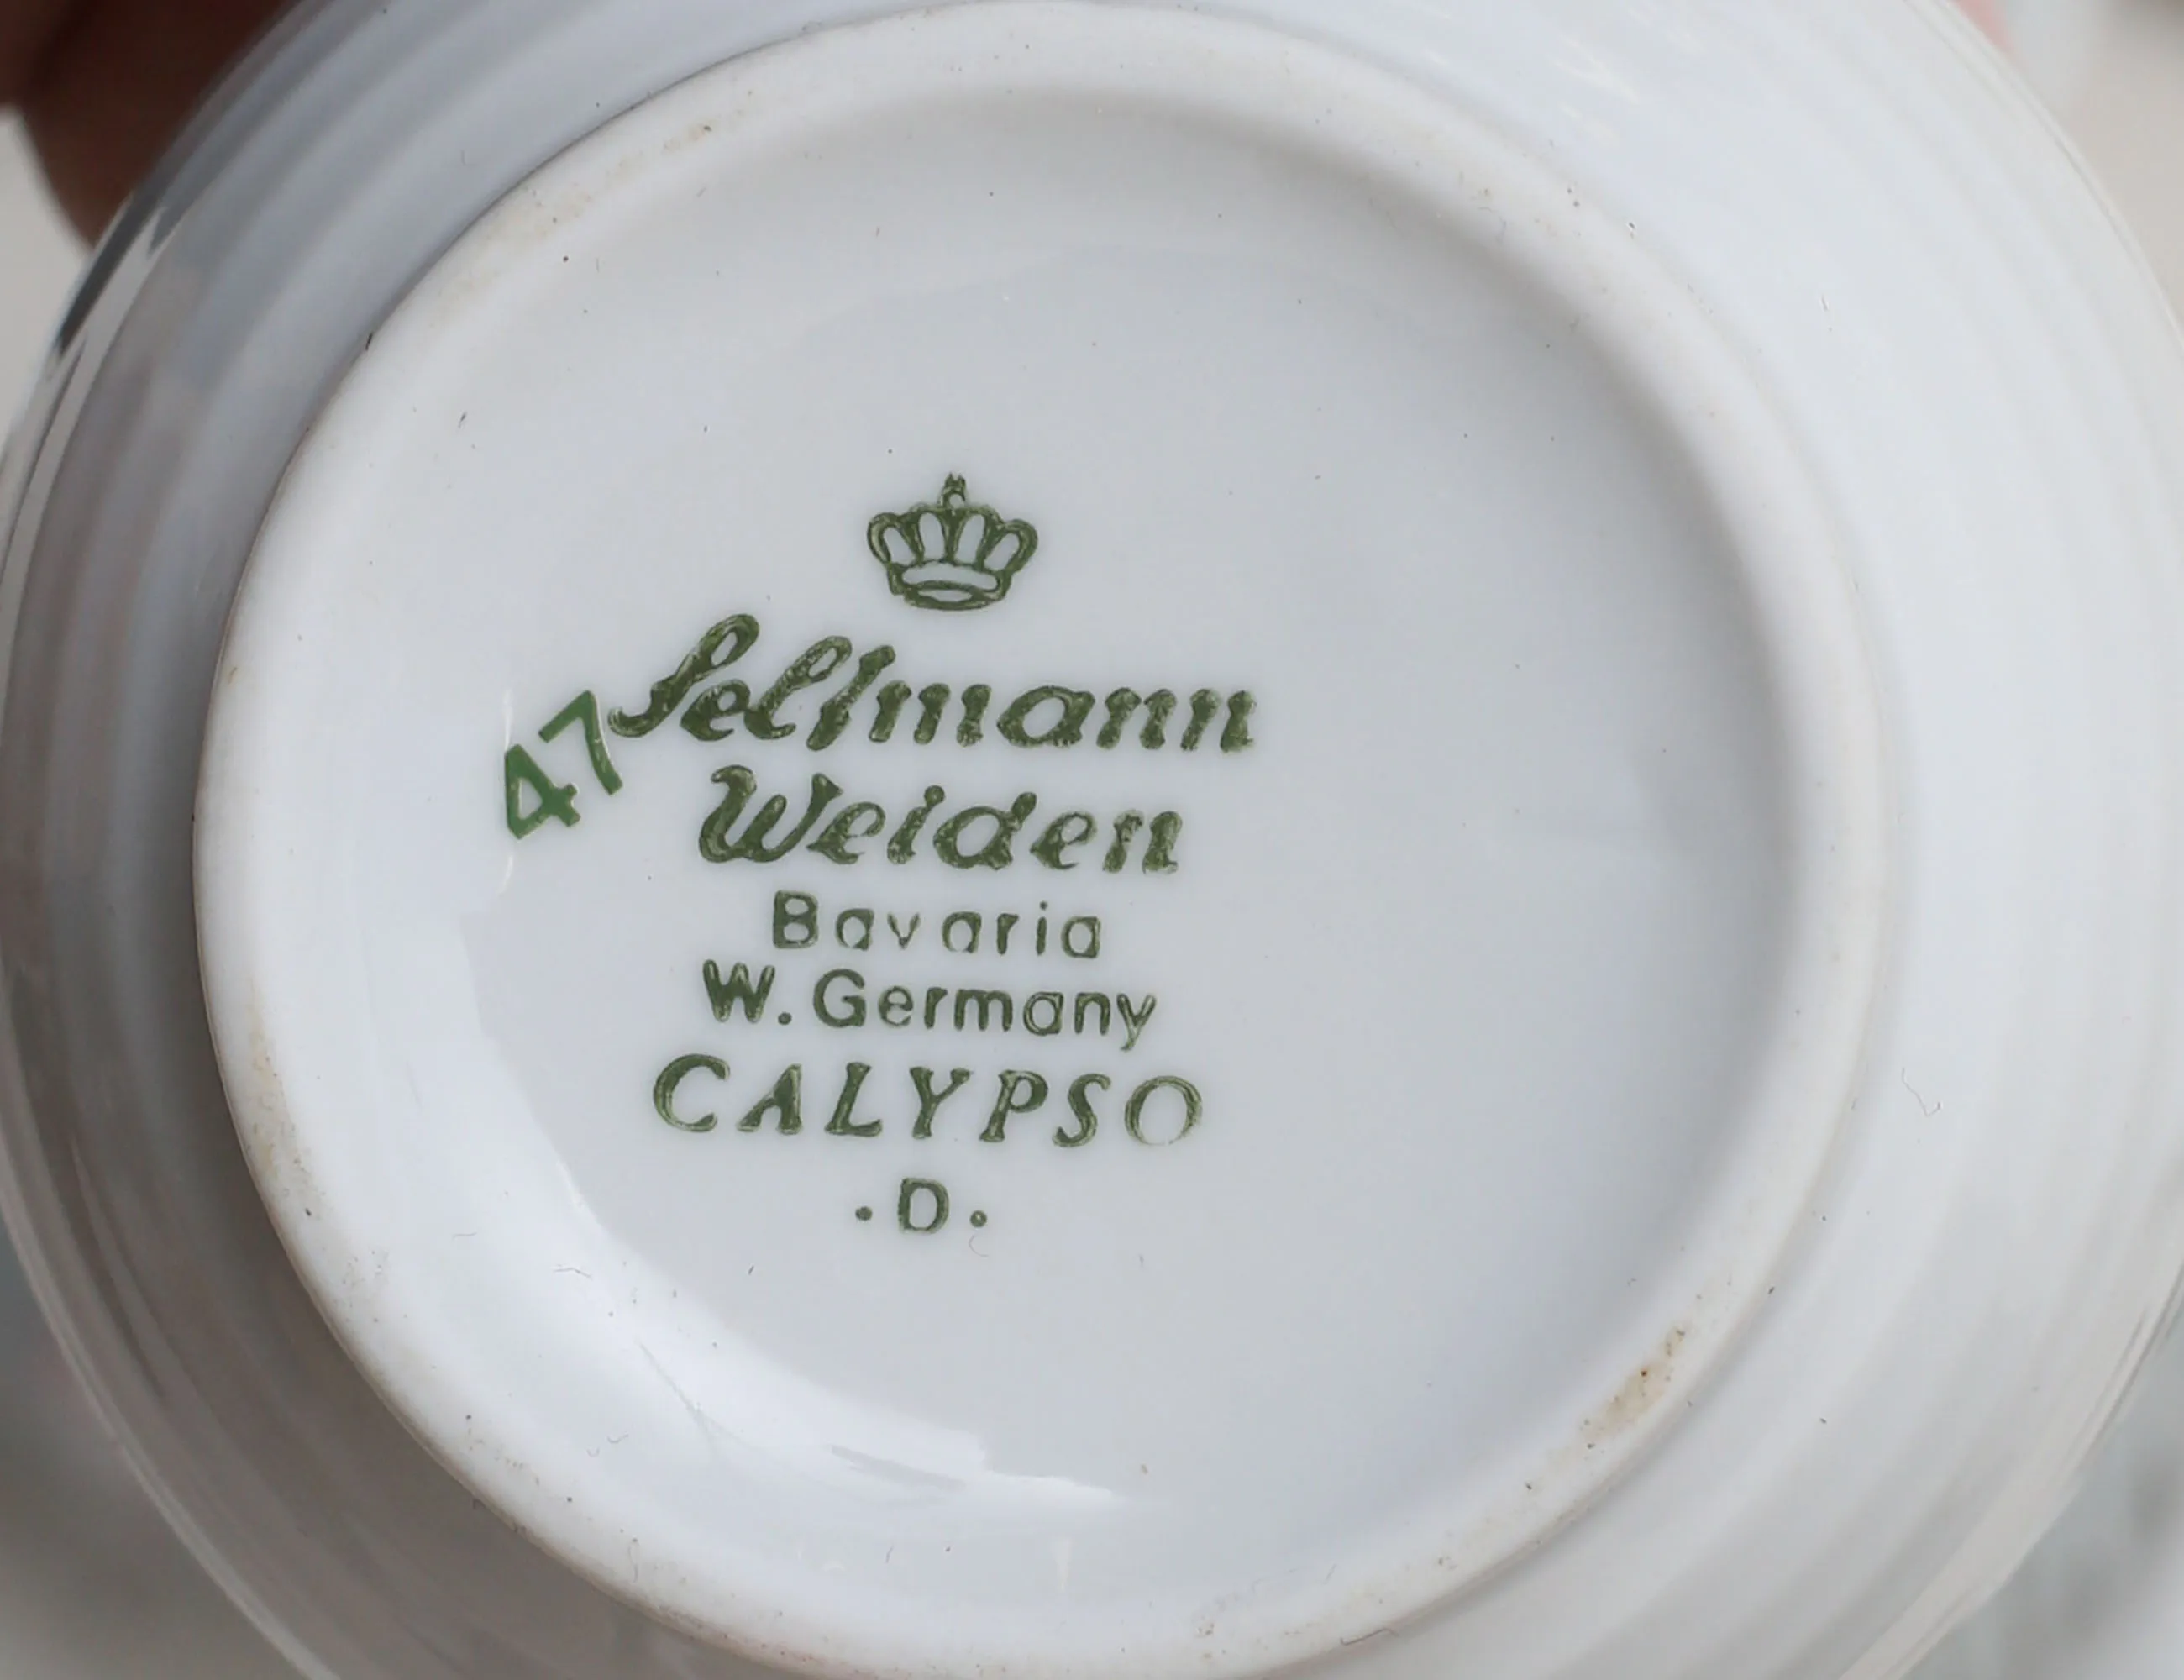 Seltmann
47
Weiden
Bavaria
W. Germany
CALYPSO
. D .